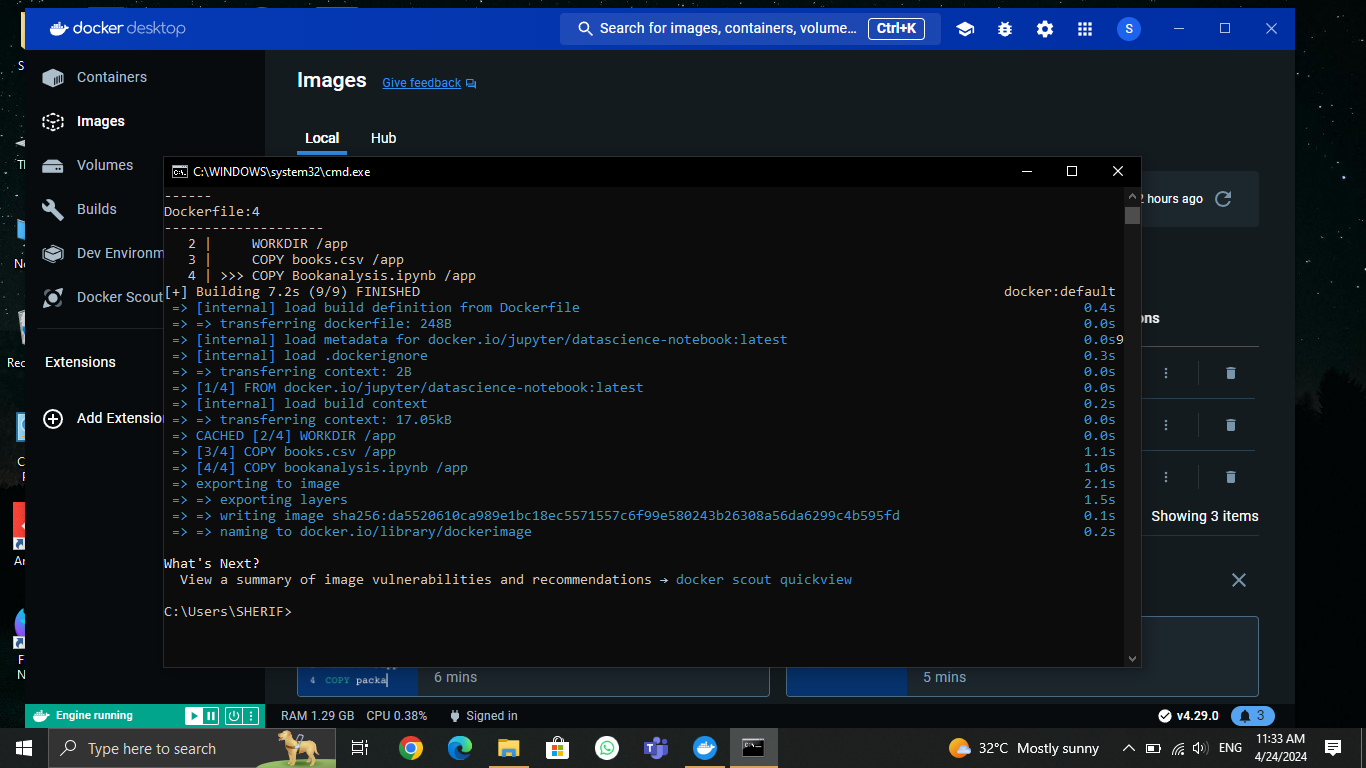 docker desktop
Search for images, containers, volume...
Ctrl+K
S
Containers
Images
Volumes
Builds
Dev Environm
Docker Scout
Extensions
Add Extensio
Images
Give feedback
Local
Hub
2 hours ago
ons
Showing 3 items
C:\WINDOWS\system32\cmd.exe
------
Dockerfile:4
--------------------
2 |     WORKDIR /app
3 |     COPY books.csv /app
4 | >>> COPY Bookanalysis.ipynb /app
[+] Building 7.2s (9/9) FINISHED docker:default
=> [internal] load build definition from Dockerfile 0.4s
=> => transferring dockerfile: 248B 0.0s
=> [internal] load metadata for docker.io/jupyter/datascience-notebook:latest 0.0s9
=> [internal] load .dockerignore 0.3s
=> => transferring context: 2B 0.0s
=> [1/4] FROM docker.io/jupyter/datascience-notebook:latest 0.0s
=> [internal] load build context 0.2s
=> => transferring context: 17.05kB 0.0s
=> CACHED [2/4] WORKDIR /app 0.0s
=> [3/4] COPY books.csv /app 1.1s
=> [4/4] COPY bookanalysis.ipynb /app 1.0s
=> exporting to image 2.1s
=> => exporting layers 1.5s
=> => writing image sha256:da5520610ca989e1bc18ec5571557c6f99e580243b26308a56da6299c4b595fd 0.1s
=> => naming to docker.io/library/dockerimage 0.2s
What's Next?
View a summary of image vulnerabilities and recommendations → docker scout quickview
C:\Users\SHERIF>
4 COPY packa
6 mins
5 mins
Engine running
RAM 1.29 GB CPU 0.38%
Signed in
v4.29.0
3
Type here to search
32°C Mostly sunny
ENG
11:33 AM
4/24/2024